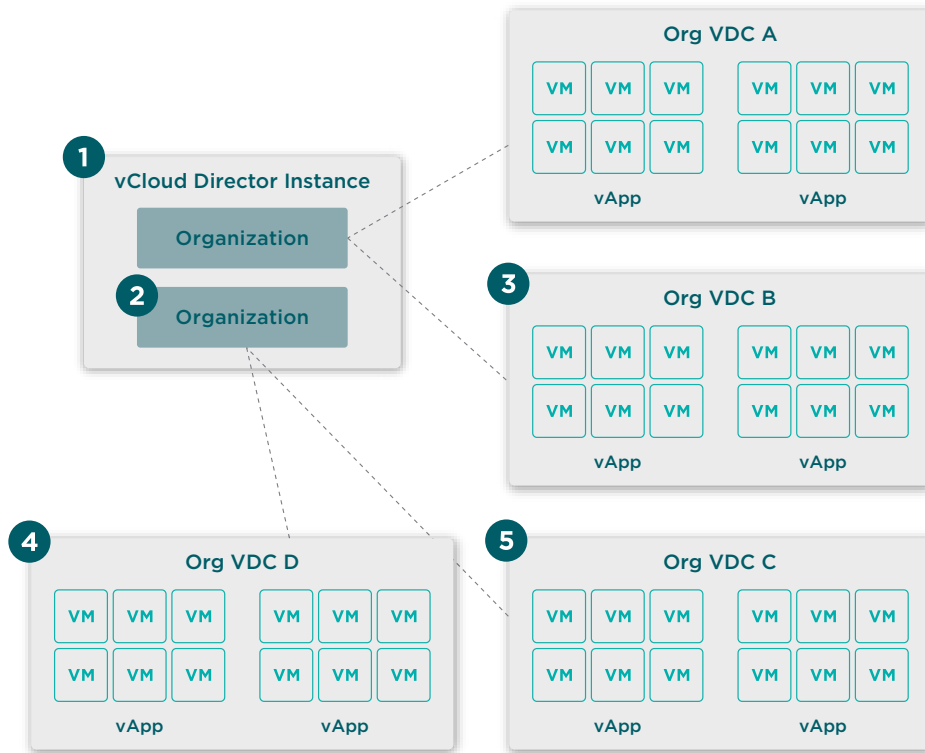 1
vCloud Director Instance
Organization
2
Organization
Org VDC A
VM VM VM VM VM VM
VM VM VM VM VM VM
vApp vApp
3
Org VDC B
VM VM VM VM VM VM
VM VM VM VM VM VM
vApp vApp
4
Org VDC D
VM VM VM VM VM VM
VM VM VM VM VM VM
vApp vApp
5
Org VDC C
VM VM VM VM VM VM
VM VM VM VM VM VM
vApp vApp